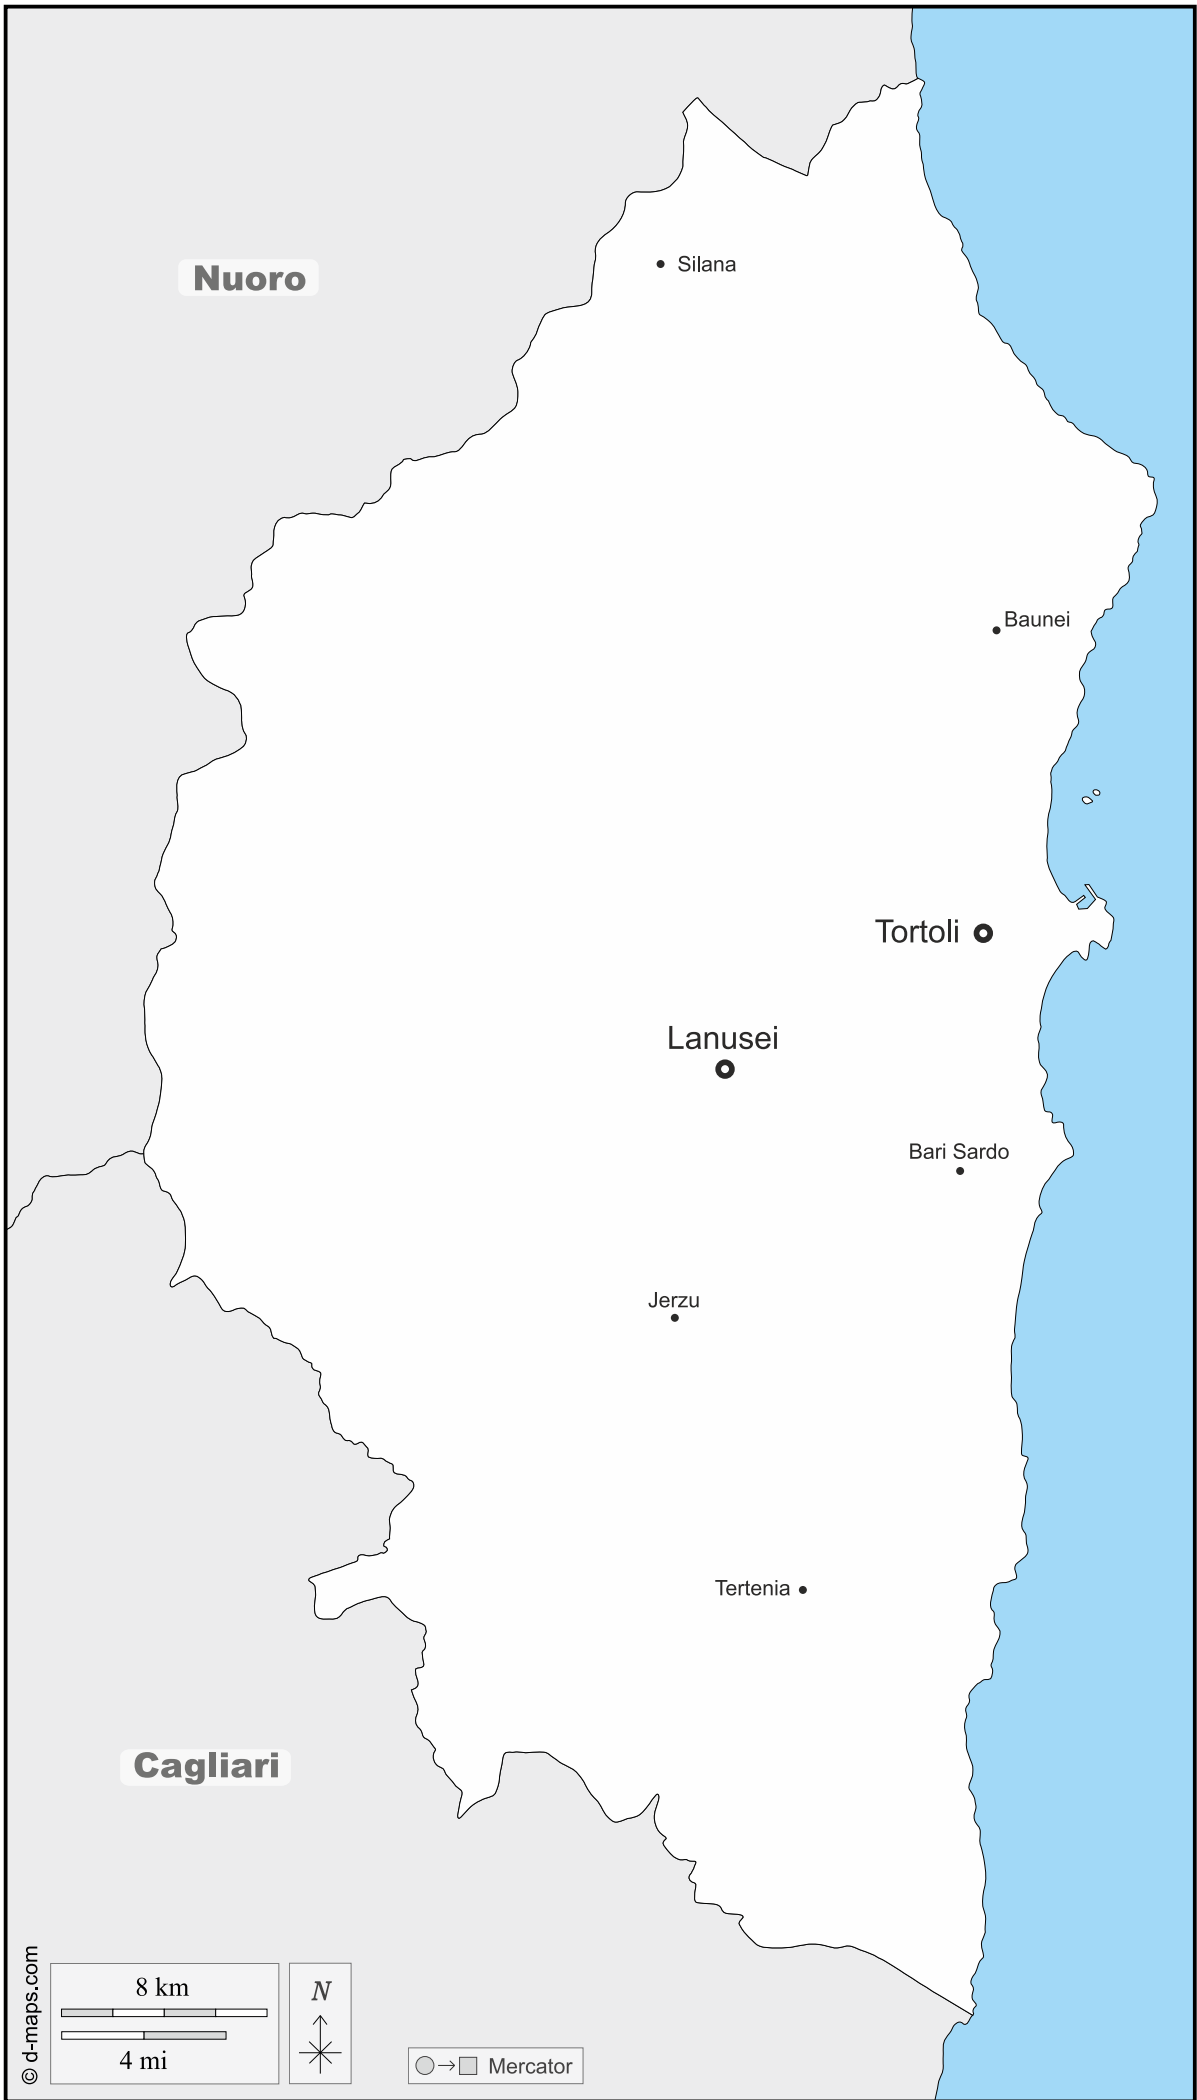 Nuoro
Silana
Baunei
Tortoli
Lanusei
Bari Sardo
Jerzu
Tertenia
Cagliari
© d-maps.com
8 km
4 mi
N
Mercator